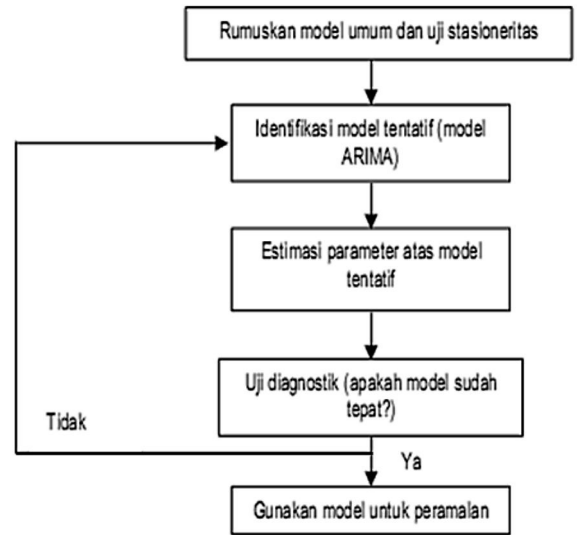 Rumuskan model umum dan uji stasioneritas
Identifikasi model tentatif (model
ARIMA)
Estimasi parameter atas model
tentatif
Uji diagnostik (apakah model sudah
tepat?)
Tidak
Ya
Gunakan model untuk peramalan